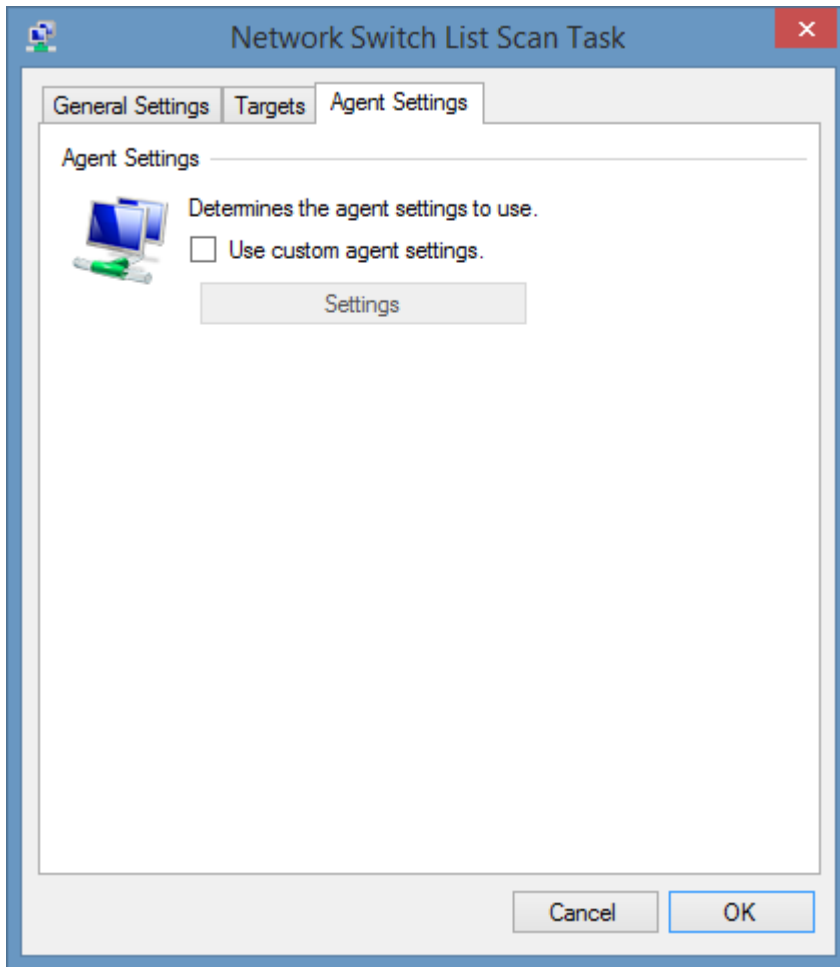 Network Switch List Scan Task
General Settings Targets Agent Settings
Agent Settings
Determines the agent settings to use.
Use custom agent settings.
Settings
Cancel OK